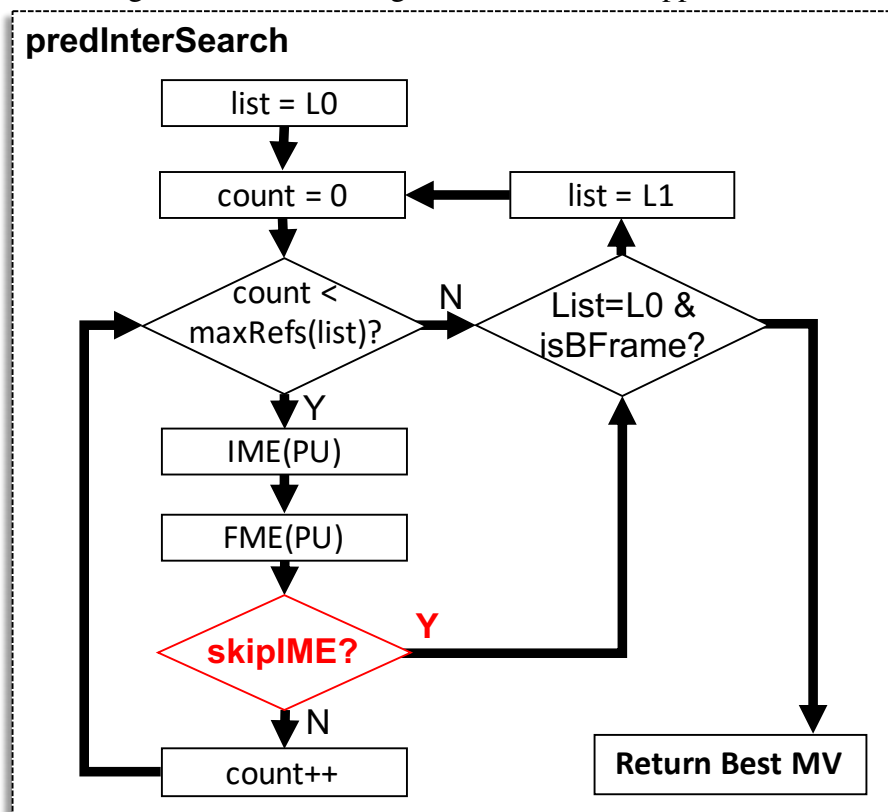 predInterSearch
list = L0
count = 0
list = L1
count <
maxRefs(list)?
N
List=L0 &
isBFrame?
Y
IME(PU)
FME(PU)
skipIME?
Y
N
count++
Return Best MV